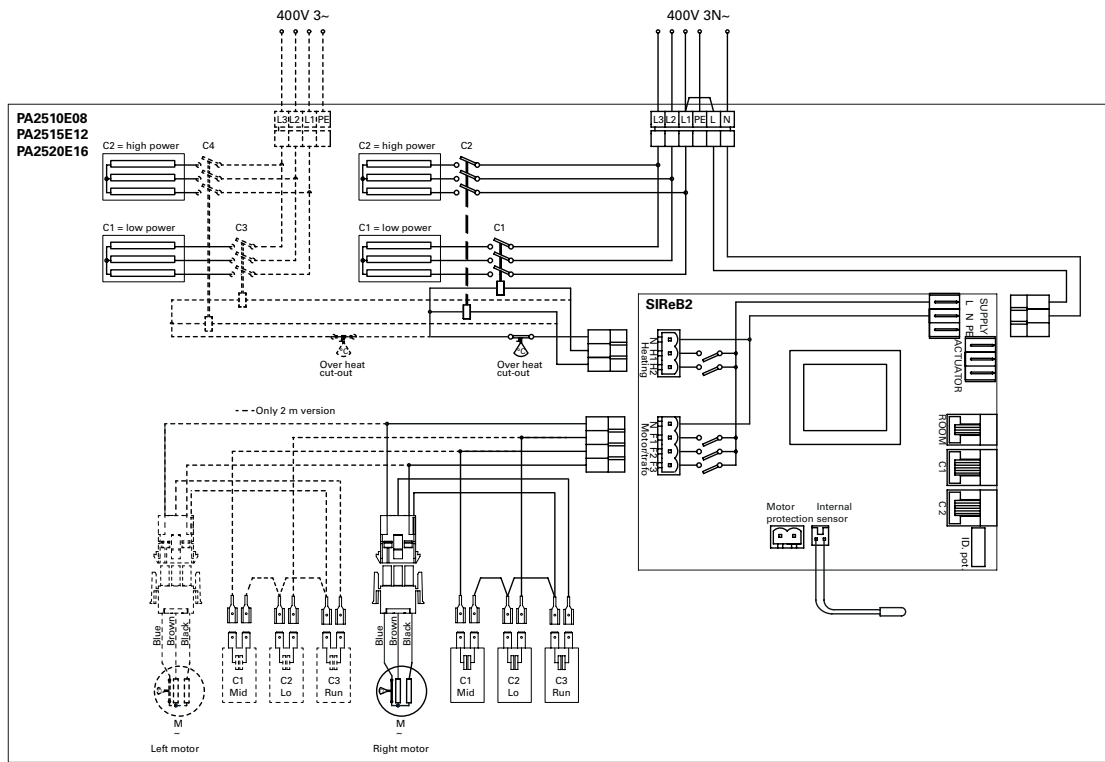 400V 3~
400V 3N~
PA2510E08
PA2515E12
PA2520E16
L3 L2 L1 PE
L3 L2 L1 PE L N
C2 = high power
C4
C2 = high power
C2
C1 = low power
C3
C1 = low power
C1
SIReB2
L N PE
SUPPLY
ACTUATOR
Over heat
cut-out
Over heat
cut-out
N H1 H2
Heating
---Only 2 m version
N F1 F2 F3
Motor/trafo
ROOM
C1
C2
ID. pot.
Motor
protection
Internal
sensor
Blue
Brown
Black
Blue
Brown
Black
C1
Mid
C2
Lo
C3
Run
C1
Mid
C2
Lo
C3
Run
M
~
M
~
Left motor
Right motor